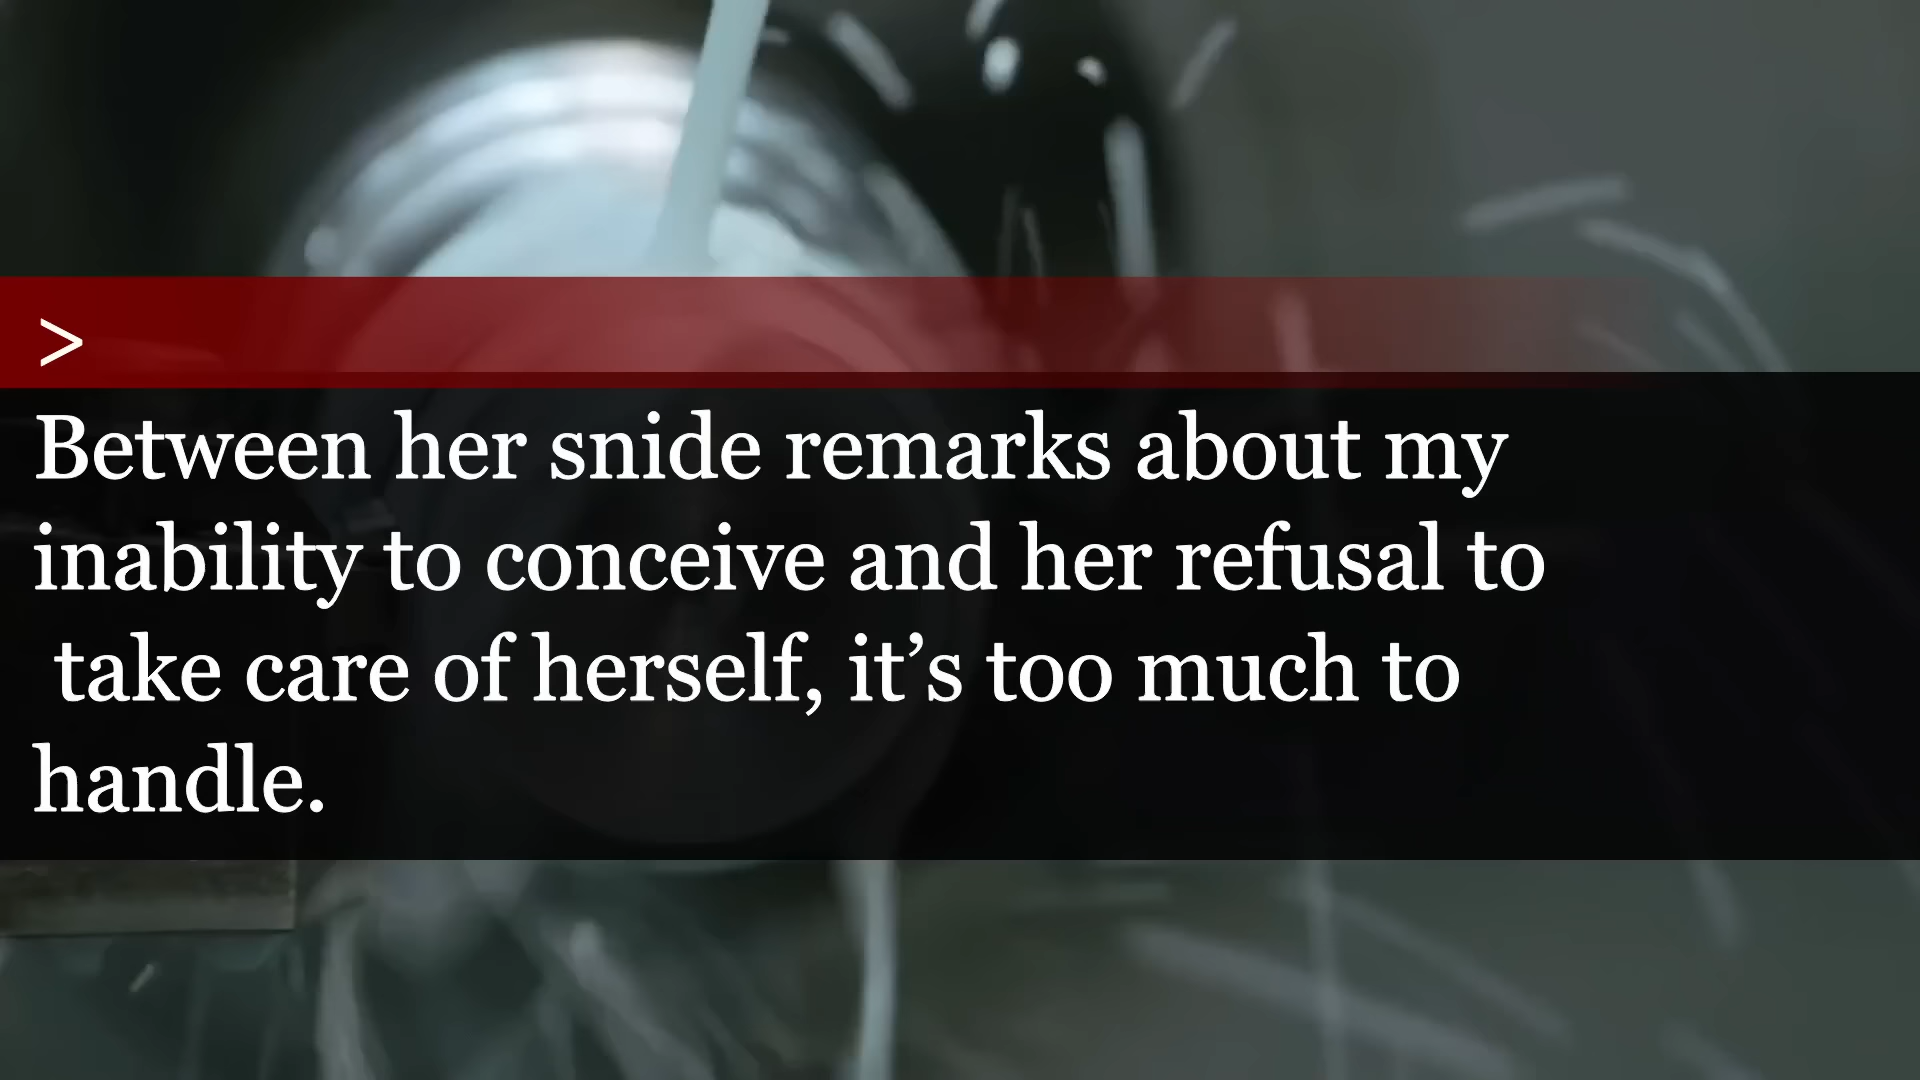 >
Between her snide remarks about my
inability to conceive and her refusal to
take care of herself, it’s too much to
handle.